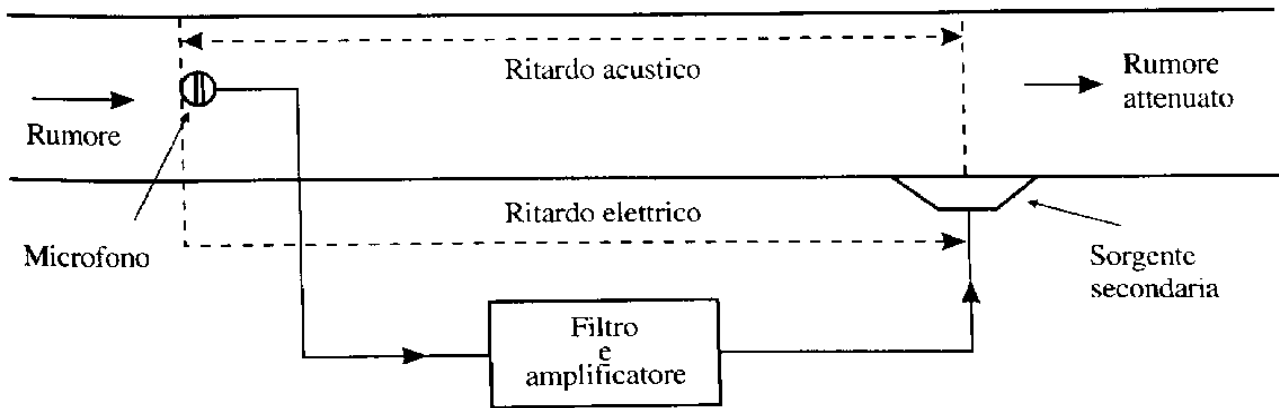 Ritardo acustico
Rumore
Rumore
attenuato
Ritardo elettrico
Microfono
Sorgente
secondaria
Filtro
e
amplificatore